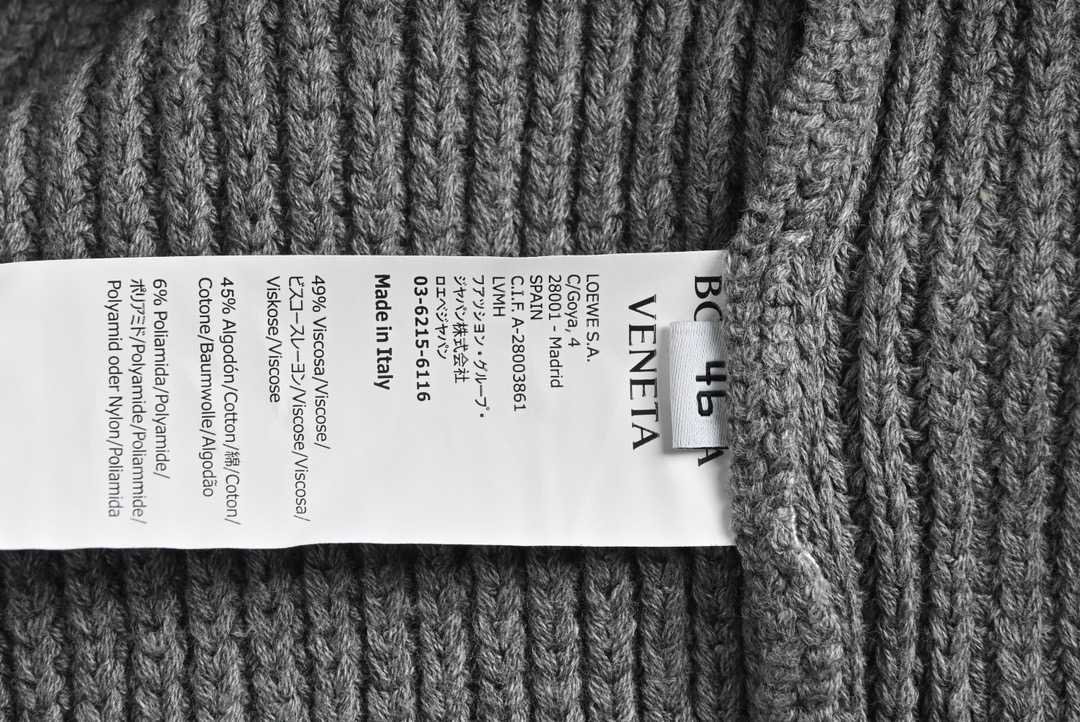 BO A
VENETA
46
LOEWE S.A.
C/Goya, 4
28001 - Madrid
SPAIN
C.I.F. A-28003861
LVMH
ファッション・グループ・
ジャパン株式会社
ロエベジャパン
03-6215-6116
Made in Italy
49% Viscosa/Viscose/
ビスコースレーヨン/Viscose/Viscosa/
Viskose/Viscose
45% Algodón/Cotton/綿/Coton/
Cotone/Baumwolle/Algodão
6% Poliamida/Polyamide/
ポリアミド/Polyamide/Poliammide/
Polyamid oder Nylon/Poliamida